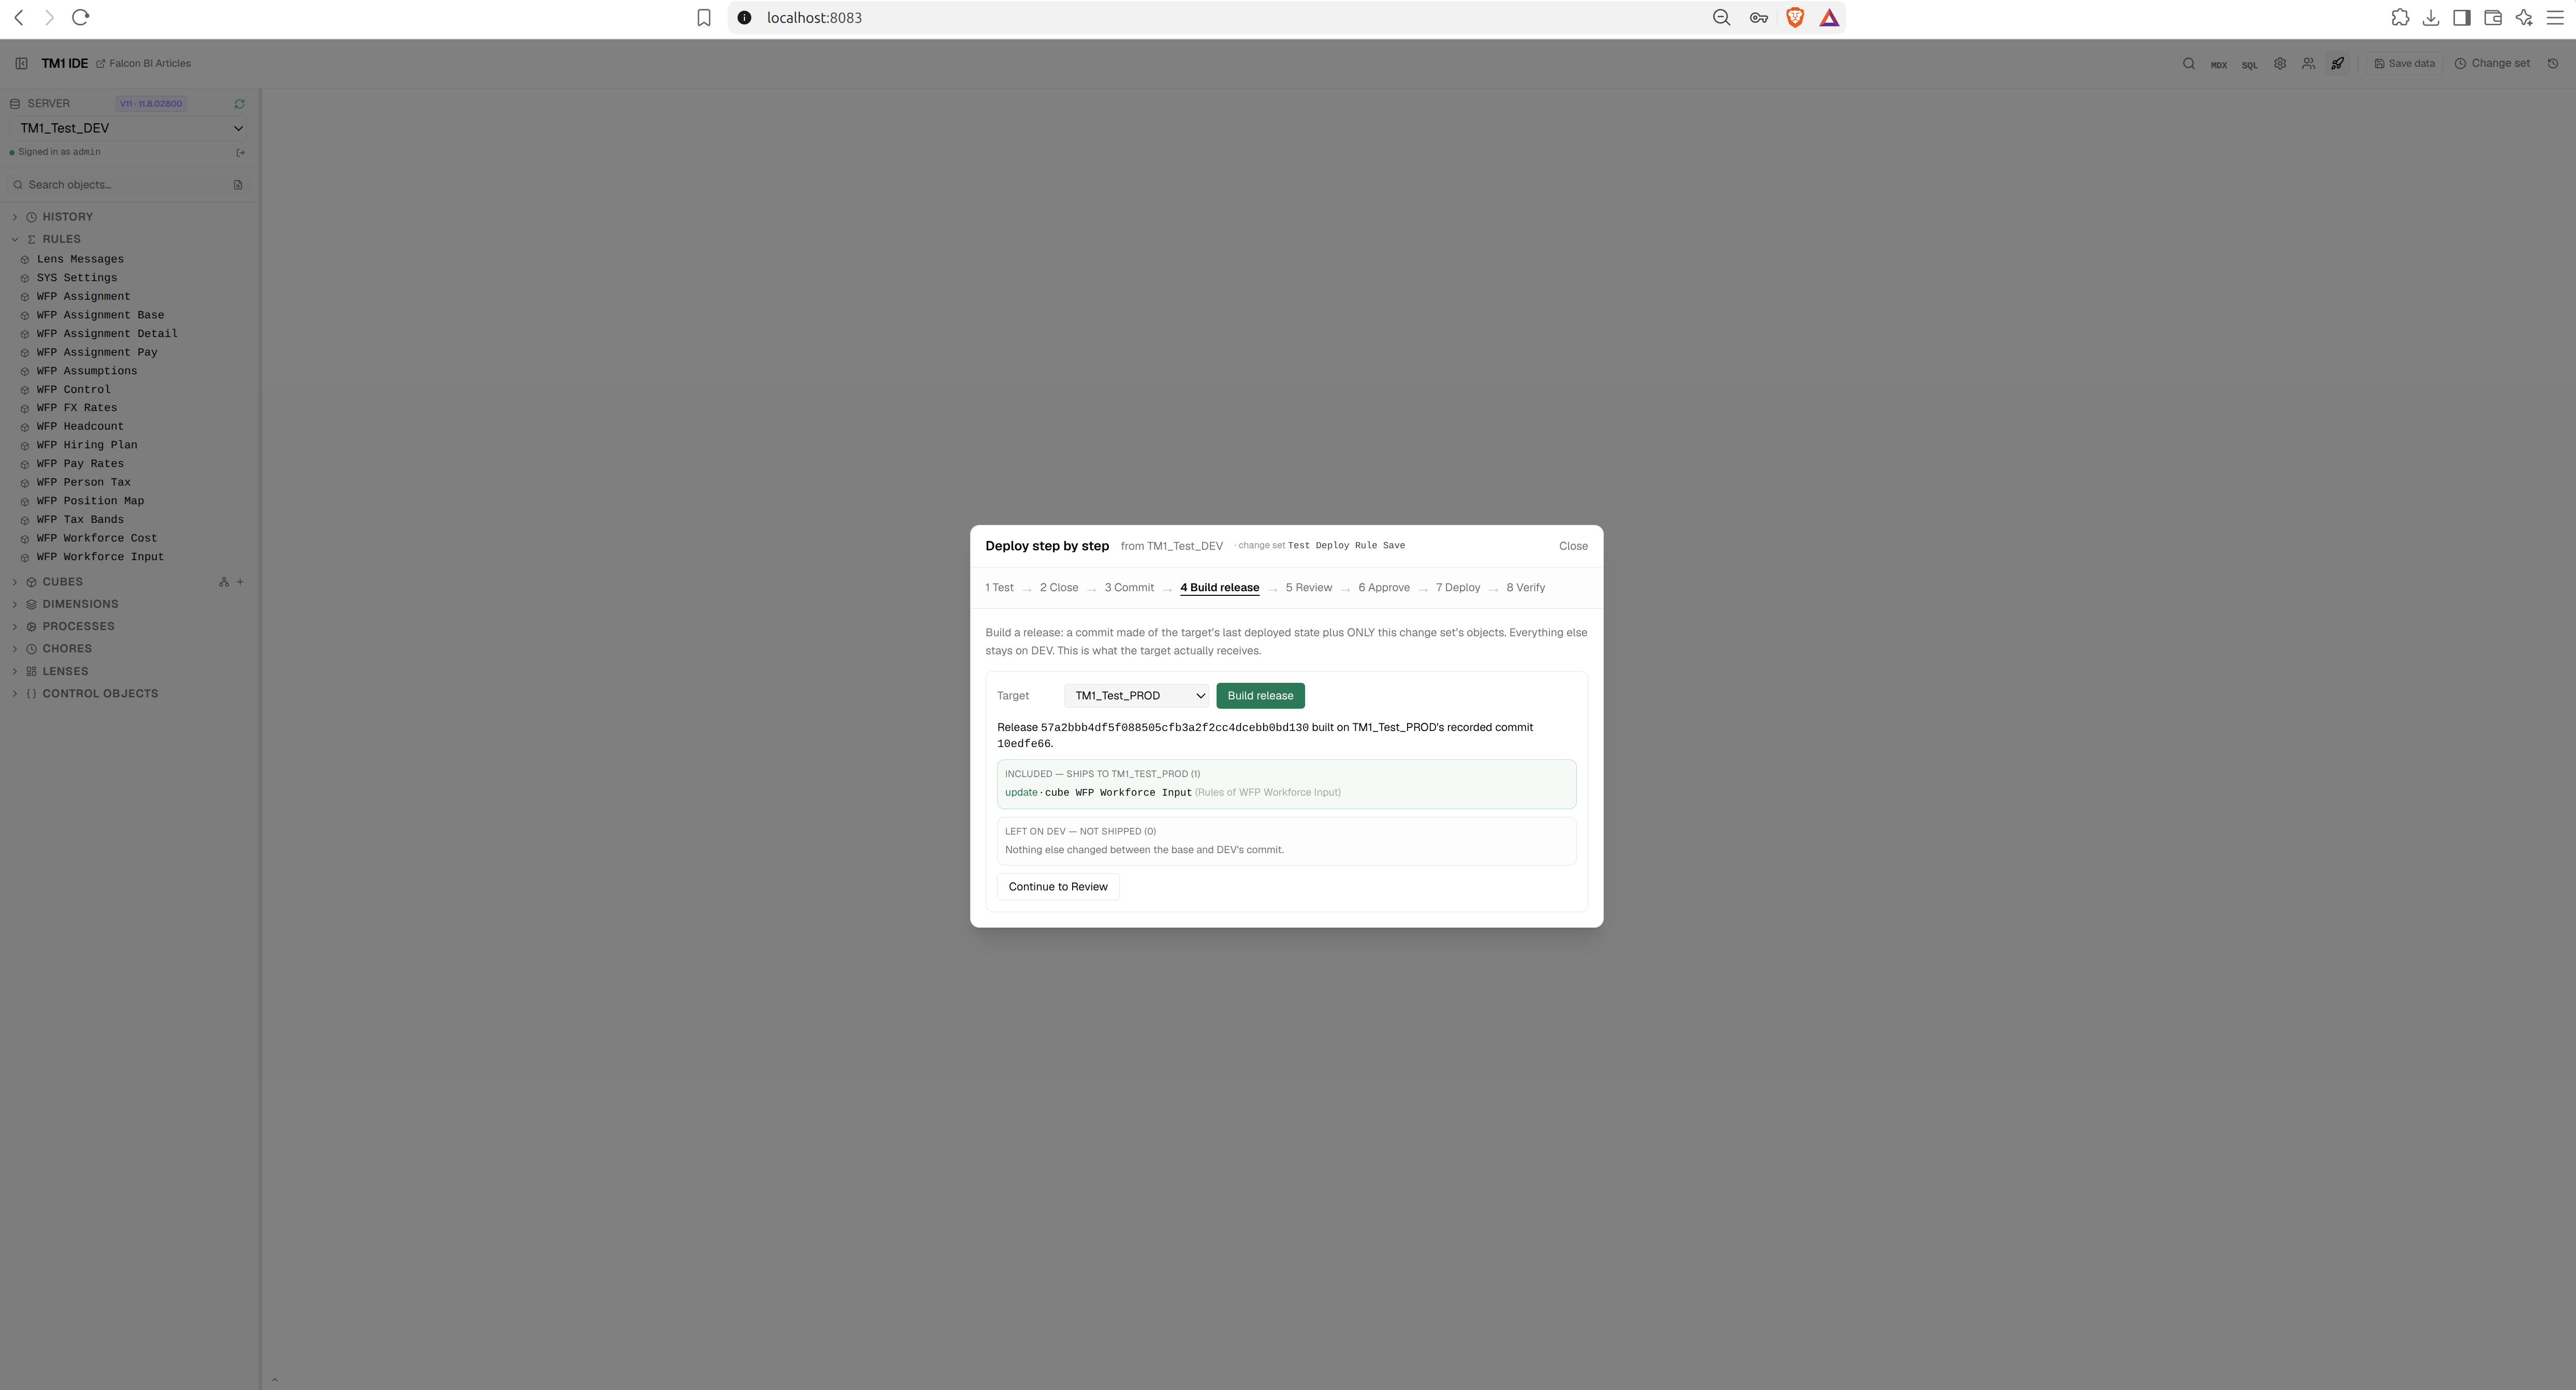 localhost:8083
TM1 IDE Falcon BI Articles
MDX SQL Save data Change set
SERVER V11 · 11.8.02800
TM1_Test_DEV
Signed in as admin
Search objects...
HISTORY
RULES
Lens Messages
SYS Settings
WFP Assignment
WFP Assignment Base
WFP Assignment Detail
WFP Assignment Pay
WFP Assumptions
WFP Control
WFP FX Rates
WFP Headcount
WFP Hiring Plan
WFP Pay Rates
WFP Person Tax
WFP Position Map
WFP Tax Bands
WFP Workforce Cost
WFP Workforce Input
CUBES
DIMENSIONS
PROCESSES
CHORES
LENSES
CONTROL OBJECTS
Deploy step by step from TM1_Test_DEV · change set Test Deploy Rule Save Close
1 Test → 2 Close → 3 Commit → 4 Build release → 5 Review → 6 Approve → 7 Deploy → 8 Verify
Build a release: a commit made of the target's last deployed state plus ONLY this change set's objects. Everything else
stays on DEV. This is what the target actually receives.
Target TM1_Test_PROD Build release
Release 57a2bbb4df5f088505cfb3a2f2cc4dcebb0bd130 built on TM1_Test_PROD's recorded commit
10edfe66.
INCLUDED — SHIPS TO TM1_TEST_PROD (1)
update · cube WFP Workforce Input (Rules of WFP Workforce Input)
LEFT ON DEV — NOT SHIPPED (0)
Nothing else changed between the base and DEV's commit.
Continue to Review